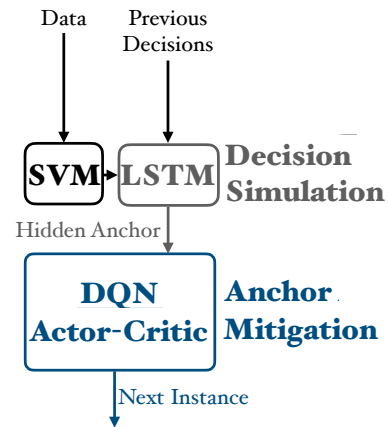 Data
Previous
Decisions
SVM
LSTM
Decision
Simulation
Hidden Anchor
DQN
Actor-Critic
Anchor
Mitigation
Next Instance